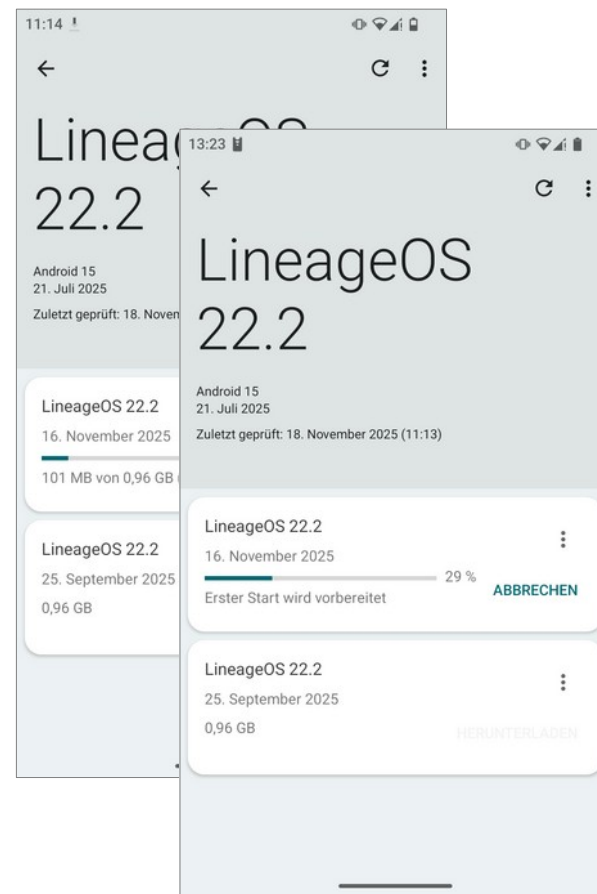 11:14
Linea
22.2
Android 15
21. Juli 2025
Zuletzt geprüft: 18. Novem
LineageOS 22.2
16. November 2025
101 MB von 0,96 GB
LineageOS 22.2
25. September 2025
0,96 GB
13:23
LineageOS
22.2
Android 15
21. Juli 2025
Zuletzt geprüft: 18. November 2025 (11:13)
LineageOS 22.2
16. November 2025
29 %
Erster Start wird vorbereitet
ABBRECHEN
LineageOS 22.2
25. September 2025
0,96 GB
HERUNTERLADEN